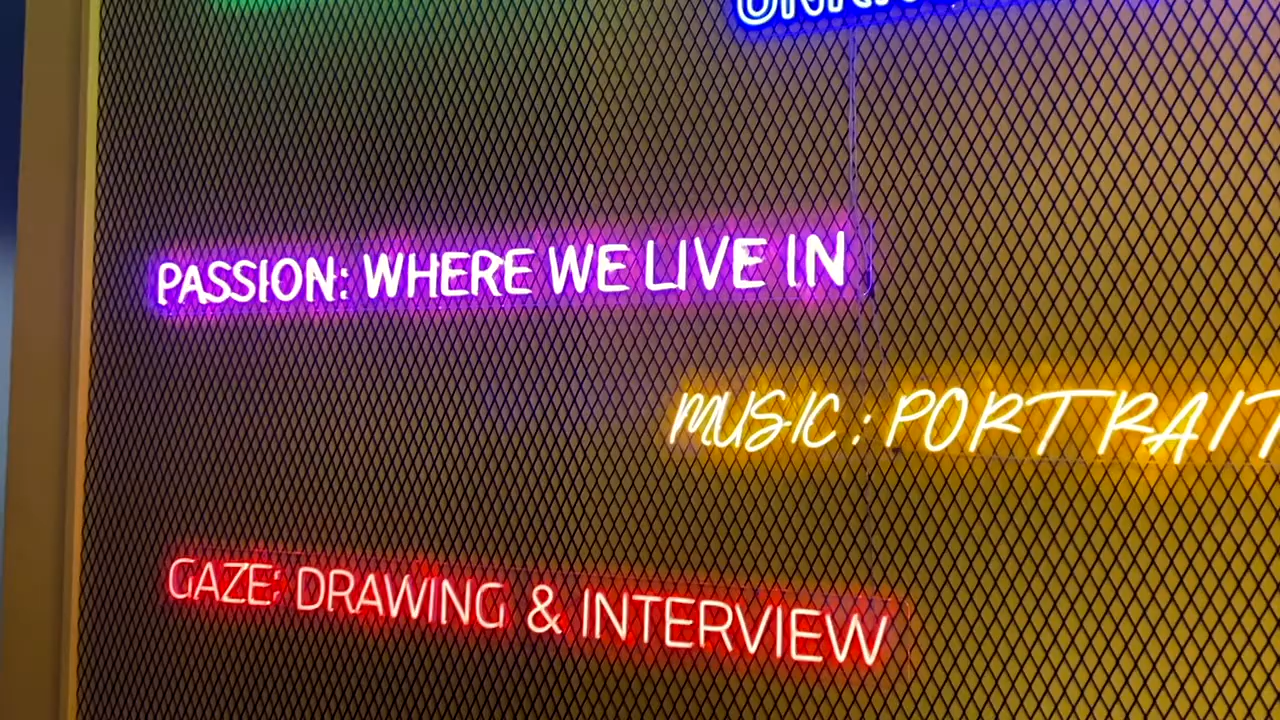 PASSION: WHERE WE LIVE IN
MUSIC: PORTRAIT
GAZE: DRAWING & INTERVIEW